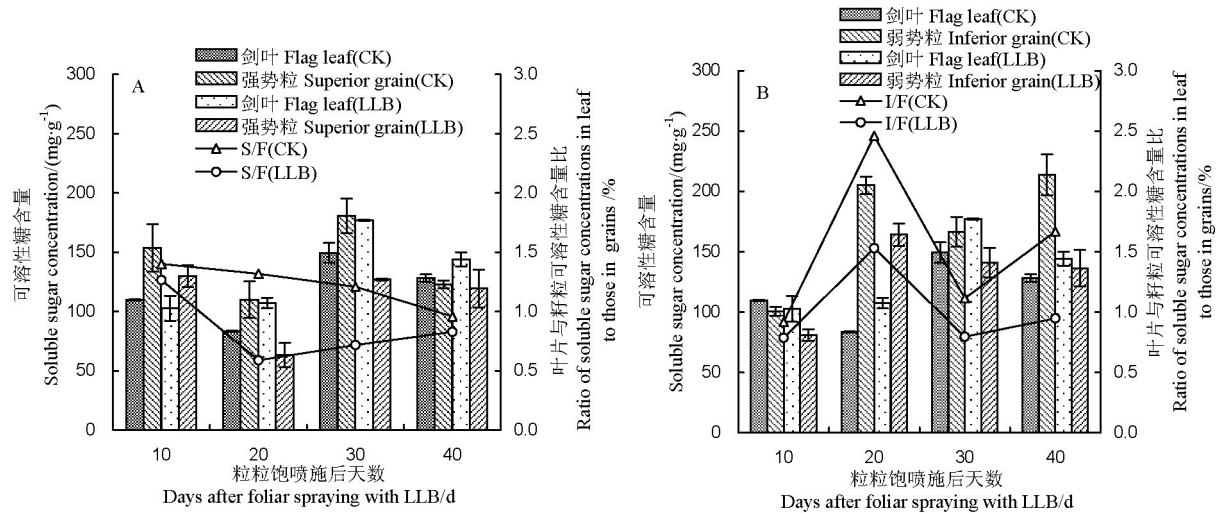 A
剑叶 Flag leaf(CK)
强势粒 Superior grain(CK)
剑叶 Flag leaf(LLB)
强势粒 Superior grain(LLB)
S/F(CK)
S/F(LLB)
可溶性糖含量
Soluble sugar concentration/(mg·g⁻¹)
300
250
200
150
100
50
0
3.0
2.5
2.0
1.5
1.0
0.5
0.0
叶片与籽粒可溶性糖含量比
Ratio of soluble sugar concentrations in leaf
to those in grains /%
10 20 30 40
粒粒饱喷施后天数
Days after foliar spraying with LLB/d
B
剑叶 Flag leaf(CK)
弱势粒 Inferior grain(CK)
剑叶 Flag leaf(LLB)
弱势粒 Inferior grain(LLB)
I/F(CK)
I/F(LLB)
可溶性糖含量
Soluble sugar concentration/(mg·g⁻¹)
300
250
200
150
100
50
0
3.0
2.5
2.0
1.5
1.0
0.5
0.0
叶片与籽粒可溶性糖含量比
Ratio of soluble sugar concentrations in leaf
to those in grains/%
10 20 30 40
粒粒饱喷施后天数
Days after foliar spraying with LLB/d